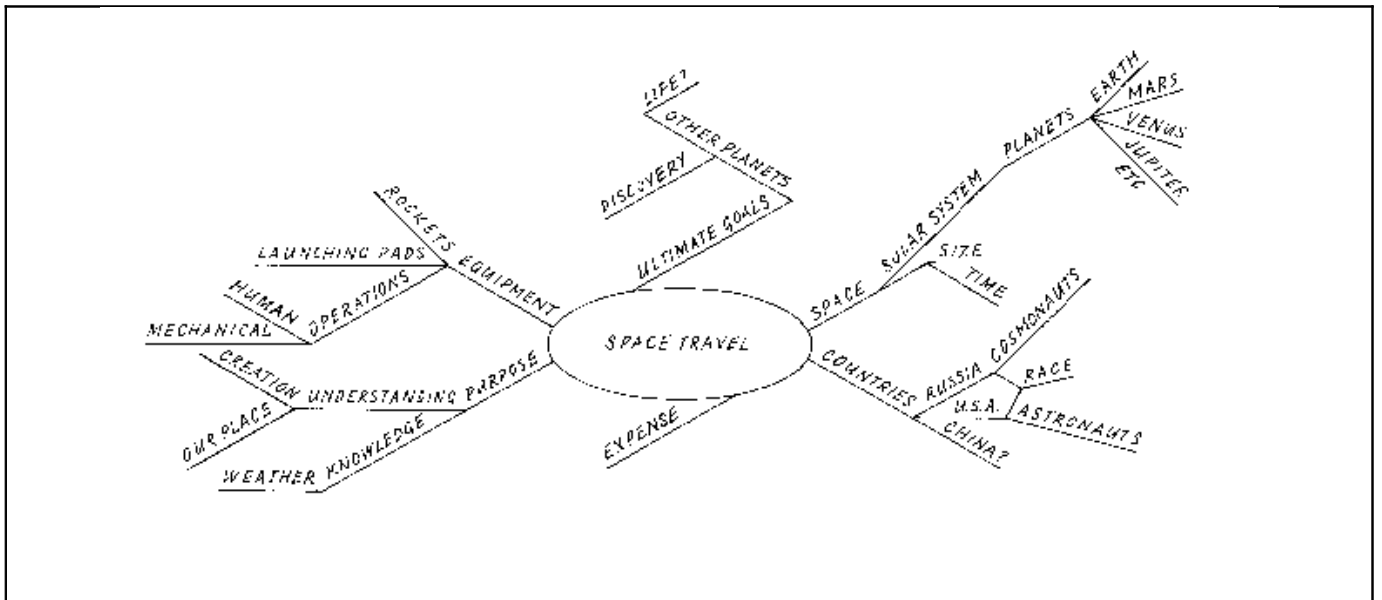 LIFE?
OTHER PLANETS
DISCOVERY
ULTIMATE GOALS
EARTH
MARS
VENUS
JUPITER
ETC
PLANETS
SOLAR SYSTEM
SPACE
SIZE
TIME
ROCKETS
LAUNCHING PADS
EQUIPMENT
OPERATIONS
HUMAN
MECHANICAL
SPACE TRAVEL
CREATION
UNDERSTANDING
PURPOSE
OUR PLACE
KNOWLEDGE
WEATHER
EXPENSE
COUNTRIES
RUSSIA
COSMONAUTS
RACE
U.S.A.
ASTRONAUTS
CHINA?